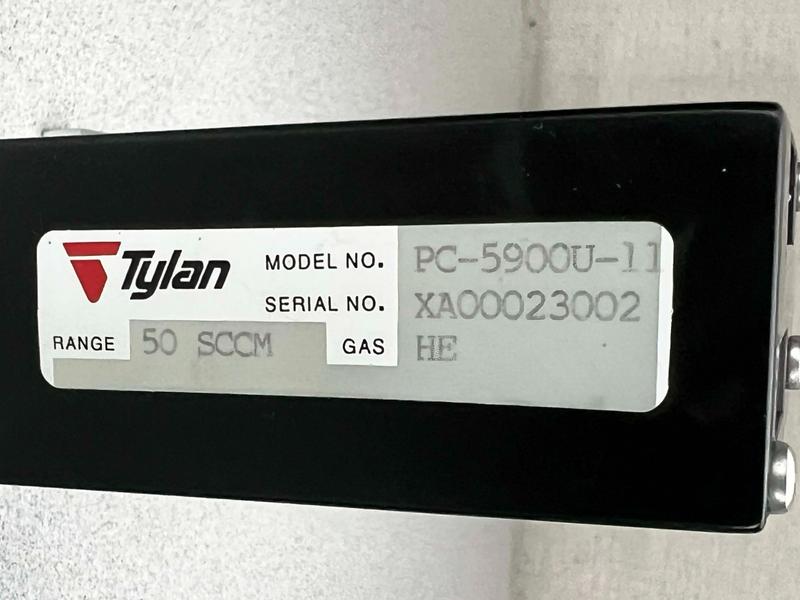 Tylan MODEL NO. PC-5900U-11
SERIAL NO. XA00023002
RANGE 50 SCCM GAS HE